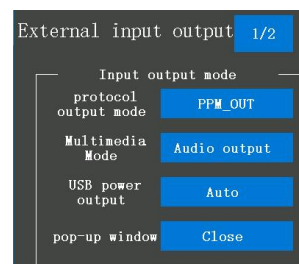 External input output 1/2
Input output mode
protocol
output mode PPM_OUT
Multimedia
Mode Audio output
USB power
output Auto
pop-up window Close